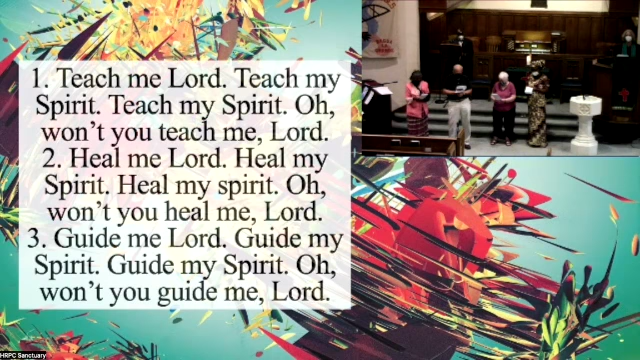 1. Teach me Lord. Teach my
Spirit. Teach my Spirit. Oh,
won’t you teach me, Lord.
2. Heal me Lord. Heal my
Spirit. Heal my spirit. Oh,
won’t you heal me, Lord.
3. Guide me Lord. Guide my
Spirit. Guide my Spirit. Oh,
won’t you guide me, Lord.
HRPC Sanctuary